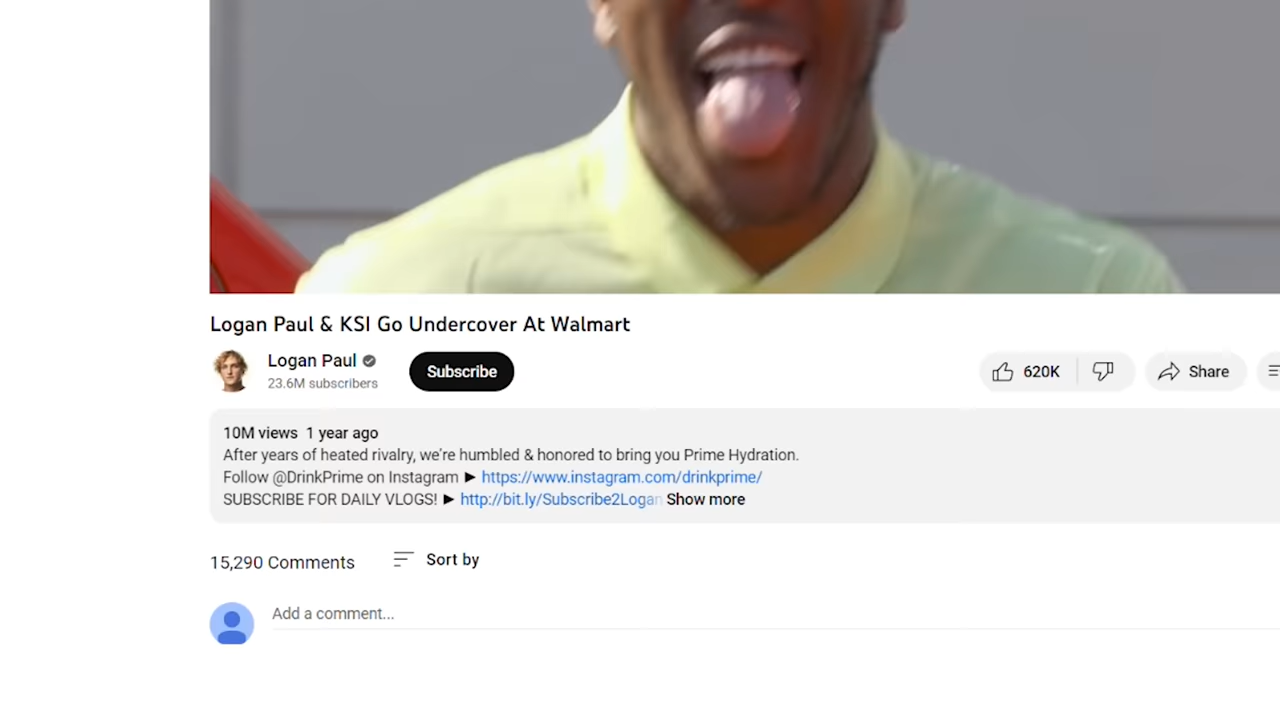 Logan Paul & KSI Go Undercover At Walmart
Logan Paul
23.6M subscribers
Subscribe
620K
Share
10M views 1 year ago
After years of heated rivalry, we're humbled & honored to bring you Prime Hydration.
Follow @DrinkPrime on Instagram ► https://www.instagram.com/drinkprime/
SUBSCRIBE FOR DAILY VLOGS! ► http://bit.ly/Subscribe2Logan Show more
15,290 Comments
Sort by
Add a comment...